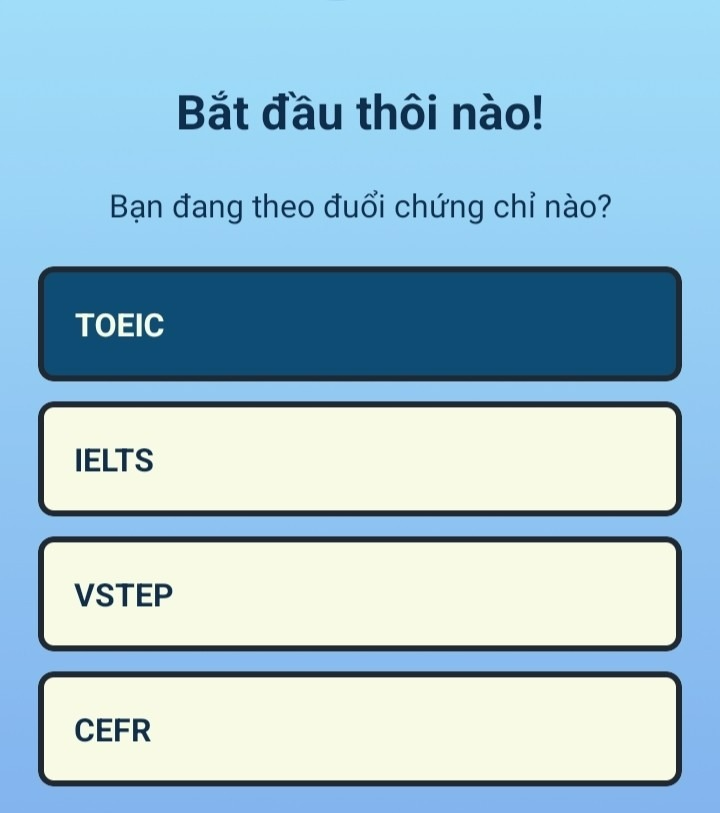 Bắt đầu thôi nào!
Bạn đang theo đuổi chứng chỉ nào?
TOEIC
IELTS
VSTEP
CEFR